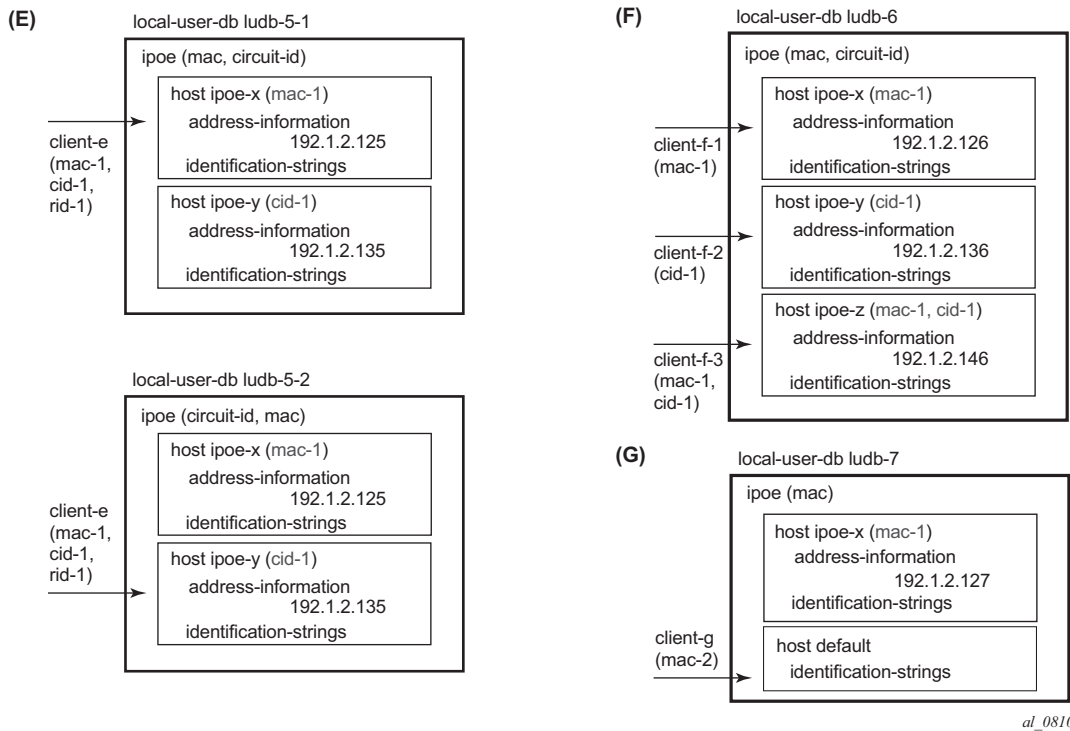 (E)
local-user-db ludb-5-1
ipoe (mac, circuit-id)
host ipoe-x (mac-1)
address-information
192.1.2.125
identification-strings
host ipoe-y (cid-1)
address-information
192.1.2.135
identification-strings
client-e
(mac-1,
cid-1,
rid-1)
local-user-db ludb-5-2
ipoe (circuit-id, mac)
host ipoe-x (mac-1)
address-information
192.1.2.125
identification-strings
host ipoe-y (cid-1)
address-information
192.1.2.135
identification-strings
client-e
(mac-1,
cid-1,
rid-1)
(F)
local-user-db ludb-6
ipoe (mac, circuit-id)
host ipoe-x (mac-1)
address-information
192.1.2.126
identification-strings
client-f-1
(mac-1)
host ipoe-y (cid-1)
address-information
192.1.2.136
identification-strings
client-f-2
(cid-1)
host ipoe-z (mac-1, cid-1)
address-information
192.1.2.146
identification-strings
client-f-3
(mac-1,
cid-1)
(G)
local-user-db ludb-7
ipoe (mac)
host ipoe-x (mac-1)
address-information
192.1.2.127
identification-strings
host default
identification-strings
client-g
(mac-2)
al_0810